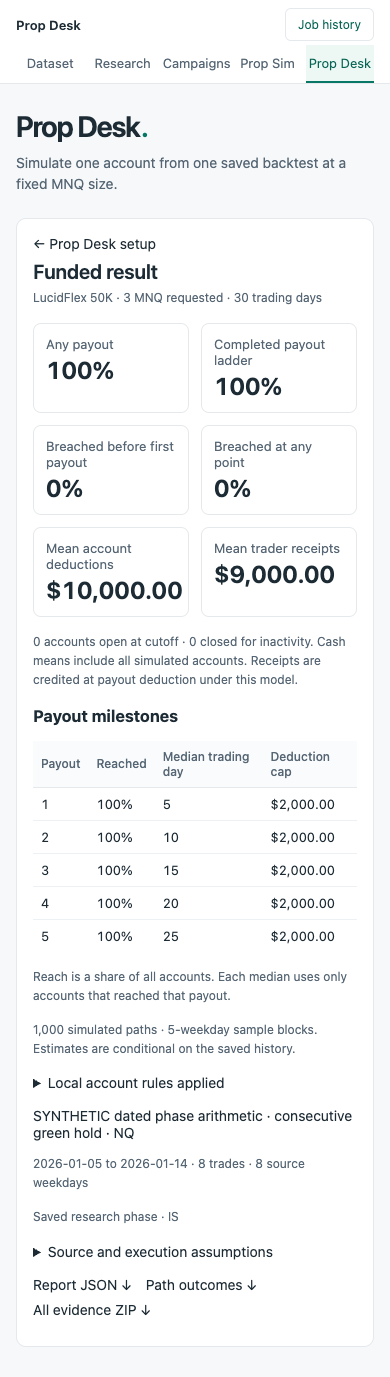 Prop Desk
Job history
Dataset Research Campaigns Prop Sim Prop Desk
Prop Desk.
Simulate one account from one saved backtest at a
fixed MNQ size.
← Prop Desk setup
Funded result
LucidFlex 50K · 3 MNQ requested · 30 trading days
Any payout
100%
Completed payout
ladder
100%
Breached before first
payout
0%
Breached at any
point
0%
Mean account
deductions
$10,000.00
Mean trader receipts
$9,000.00
0 accounts open at cutoff · 0 closed for inactivity. Cash
means include all simulated accounts. Receipts are
credited at payout deduction under this model.
Payout milestones
Payout Reached Median trading day Deduction cap
1 100% 5 $2,000.00
2 100% 10 $2,000.00
3 100% 15 $2,000.00
4 100% 20 $2,000.00
5 100% 25 $2,000.00
Reach is a share of all accounts. Each median uses only
accounts that reached that payout.
1,000 simulated paths · 5-weekday sample blocks.
Estimates are conditional on the saved history.
▶ Local account rules applied
SYNTHETIC dated phase arithmetic · consecutive
green hold · NQ
2026-01-05 to 2026-01-14 · 8 trades · 8 source
weekdays
Saved research phase · IS
▶ Source and execution assumptions
Report JSON ↓ Path outcomes ↓
All evidence ZIP ↓